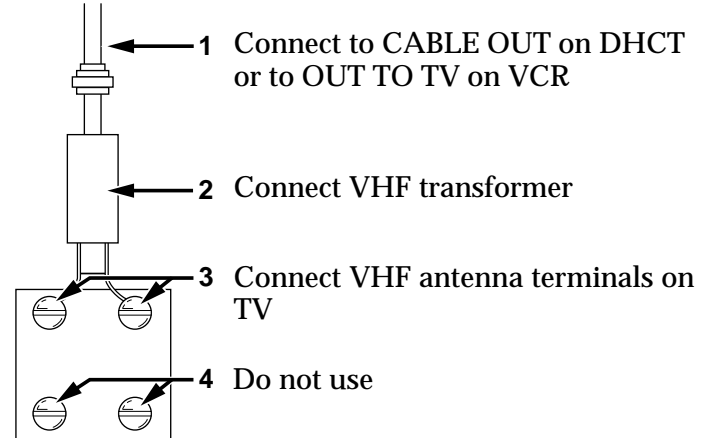 1 Connect to CABLE OUT on DHCT
or to OUT TO TV on VCR
2 Connect VHF transformer
3 Connect VHF antenna terminals on
TV
4 Do not use